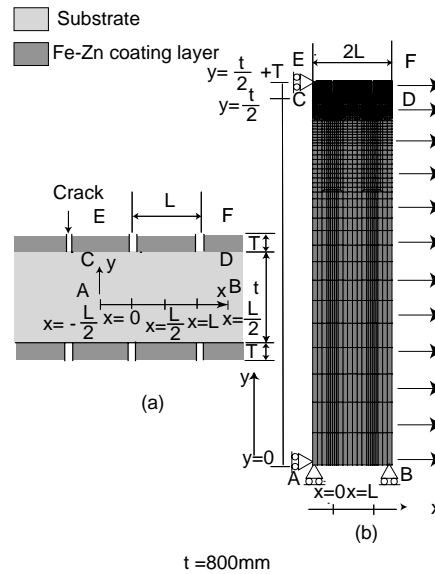 Substrate
Fe-Zn coating layer
Crack
E
L
F
T
C
y
D
A
x
B
t
x= - L/2
x= 0
x= L/2
x=L
x= L/2
T
(a)
E
2L
F
y= t/2 +T
C
D
y= t/2
y
y=0
A
B
x=0
x=L
x
(b)
t =800mm